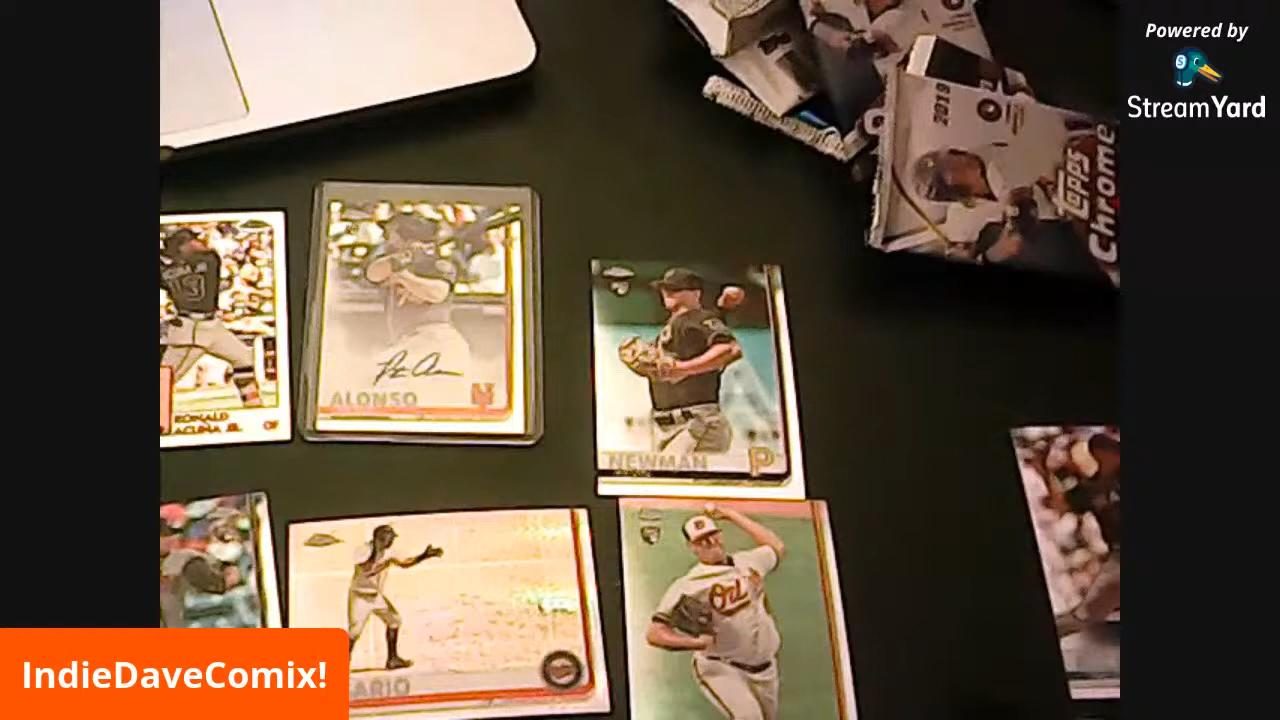 Powered by
StreamYard
2019
Topps
Chrome
RONALD
ACUÑA JR. OF
ALONSO
NEWMAN
P
ARIO
IndieDaveComix!